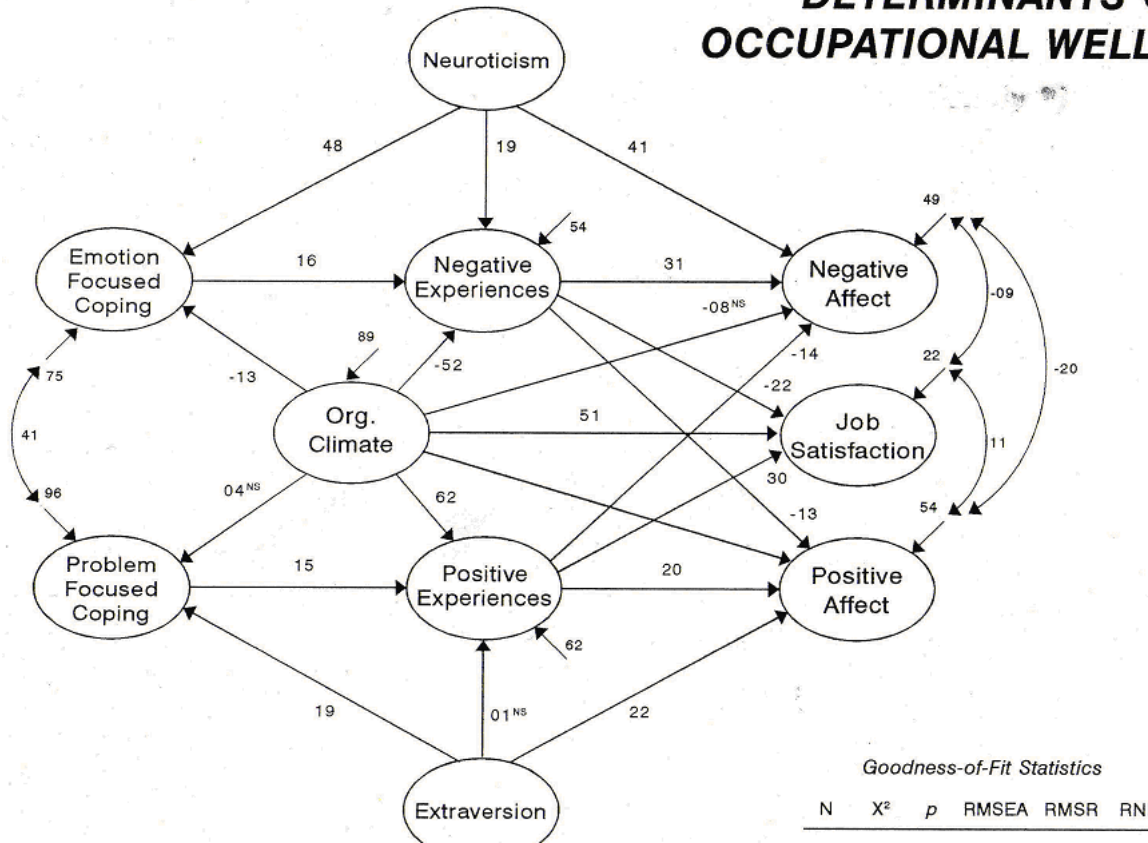 DETERMINANTS
OCCUPATIONAL WELL
Neuroticism
48
19
41
49
54
Emotion
Focused
Coping
16
Negative
Experiences
31
Negative
Affect
-09
-08NS
89
-52
-14
22
-20
75
-13
-22
Org.
Climate
51
Job
Satisfaction
41
11
30
96
04NS
62
-13
54
Problem
Focused
Coping
15
Positive
Experiences
20
Positive
Affect
62
19
01NS
22
Extraversion
Goodness-of-Fit Statistics
N X² p RMSEA RMSR RN